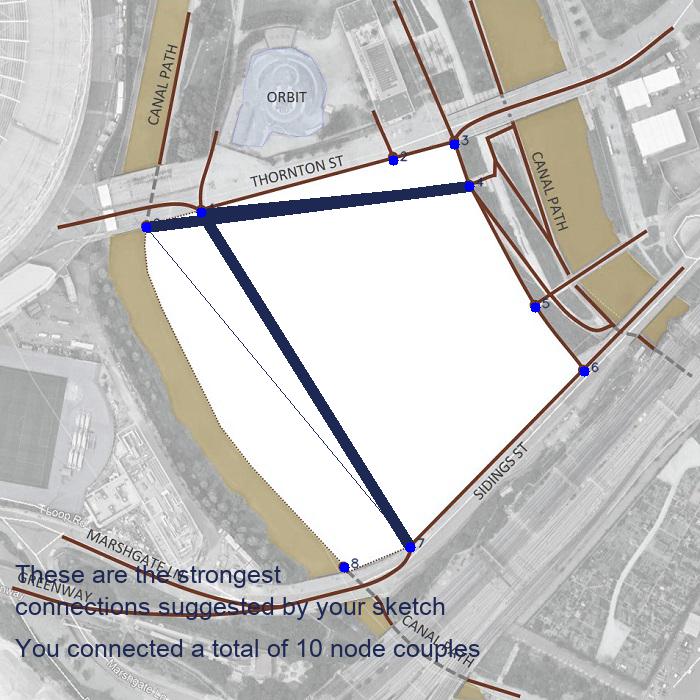 CANAL PATH
ORBIT
THORNTON ST
2
3
4
CANAL PATH
5
6
SIDINGS ST
7
8
Loop Rd
MARSHGATE LN
GREENWAY
These are the strongest
connections suggested by your sketch
You connected a total of 10 node couples
CANAL PATH
Marshgate Ln